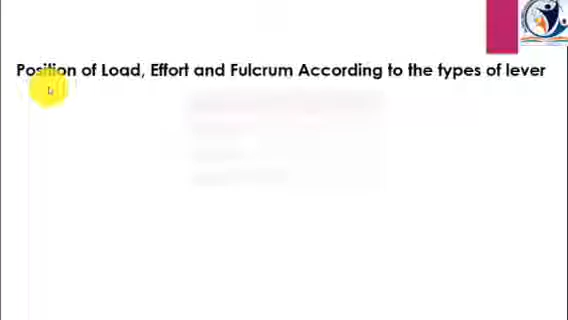 Position of Load, Effort and Fulcrum According to the types of lever